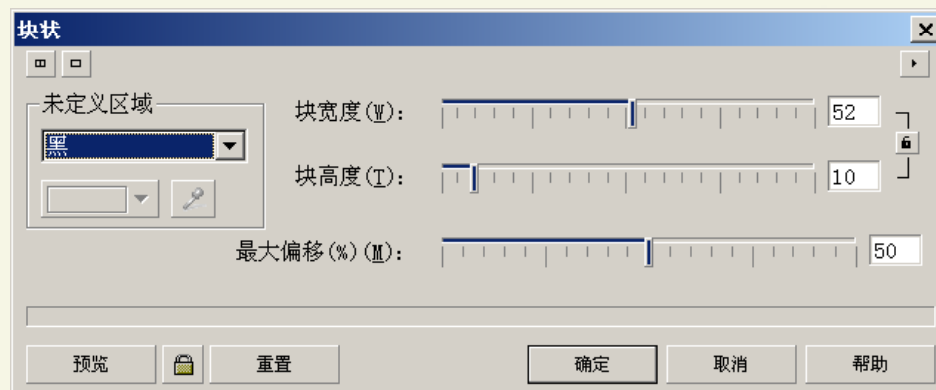 块状
未定义区域
黑
块宽度(W): 52
块高度(T): 10
最大偏移(%)(M): 50
预览 重置 确定 取消 帮助